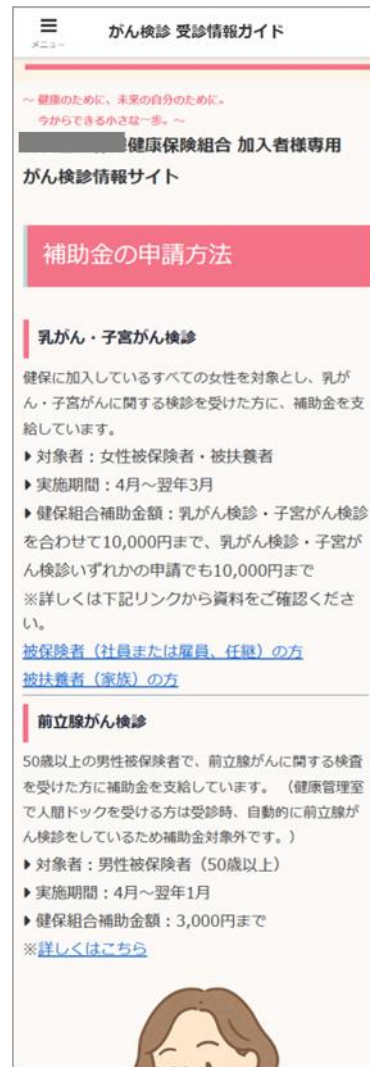 メニュー
がん検診 受診情報ガイド
～ 健康のために、未来の自分のために。
今からできる小さな一歩。～
健康保険組合 加入者様専用
がん検診情報サイト
補助金の申請方法
乳がん・子宮がん検診
健保に加入しているすべての女性を対象とし、乳が
ん・子宮がんに関する検診を受けた方に、補助金を支
給しています。
▶対象者：女性被保険者・被扶養者
▶実施期間：4月～翌年3月
▶健保組合補助金額：乳がん検診・子宮がん検診
を合わせて10,000円まで、乳がん検診・子宮が
ん検診いずれかの申請でも10,000円まで
※詳しくは下記リンクから資料をご確認くださ
い。
被保険者（社員または雇員、任継）の方
被扶養者（家族）の方
前立腺がん検診
50歳以上の男性被保険者で、前立腺がんに関する検査
を受けた方に補助金を支給しています。 （健康管理室
で人間ドックを受ける方は受診時、自動的に前立腺が
ん検診をしているため補助金対象外です。）
▶対象者：男性被保険者（50歳以上）
▶実施期間：4月～翌年1月
▶健保組合補助金額：3,000円まで
※詳しくはこちら